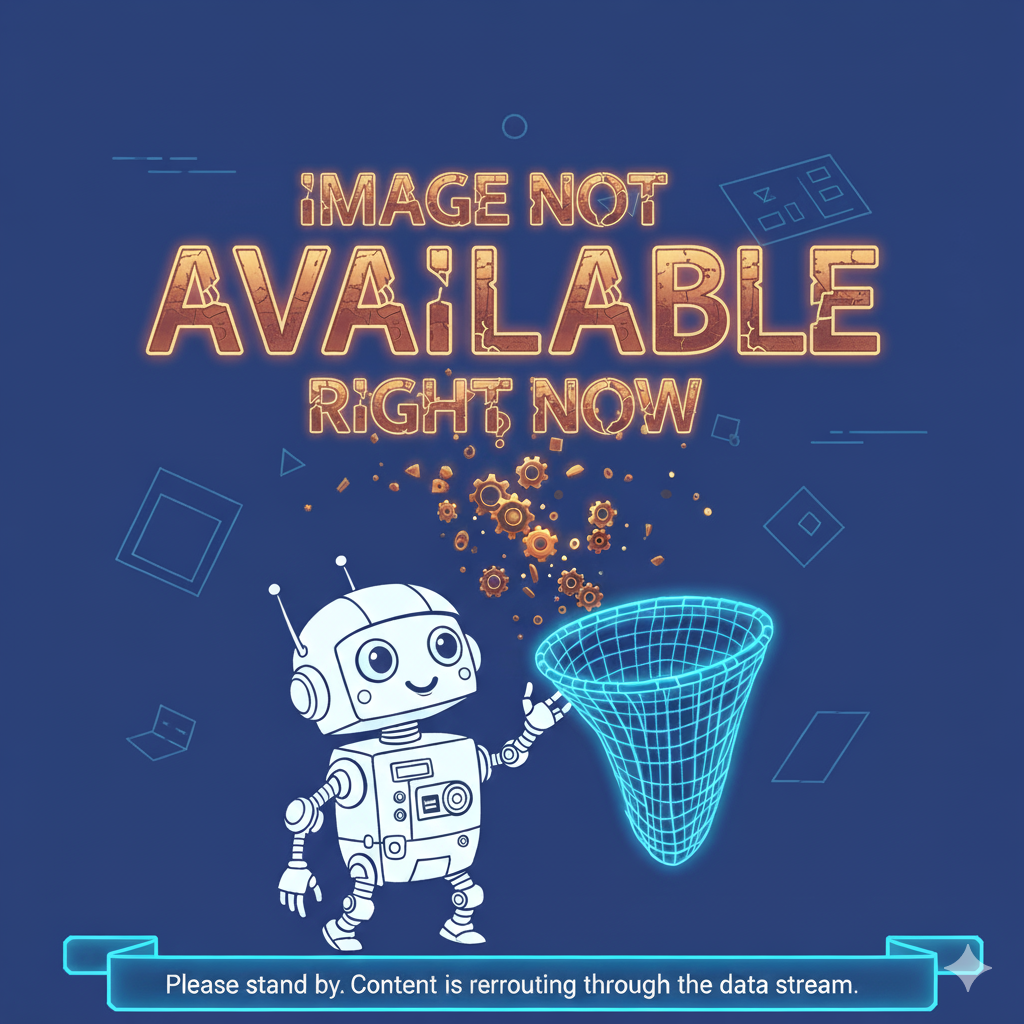 IMAGE NOT
AVAILABLE
RIGHT NOW
Please stand by. Content is rerrouting through the data stream.